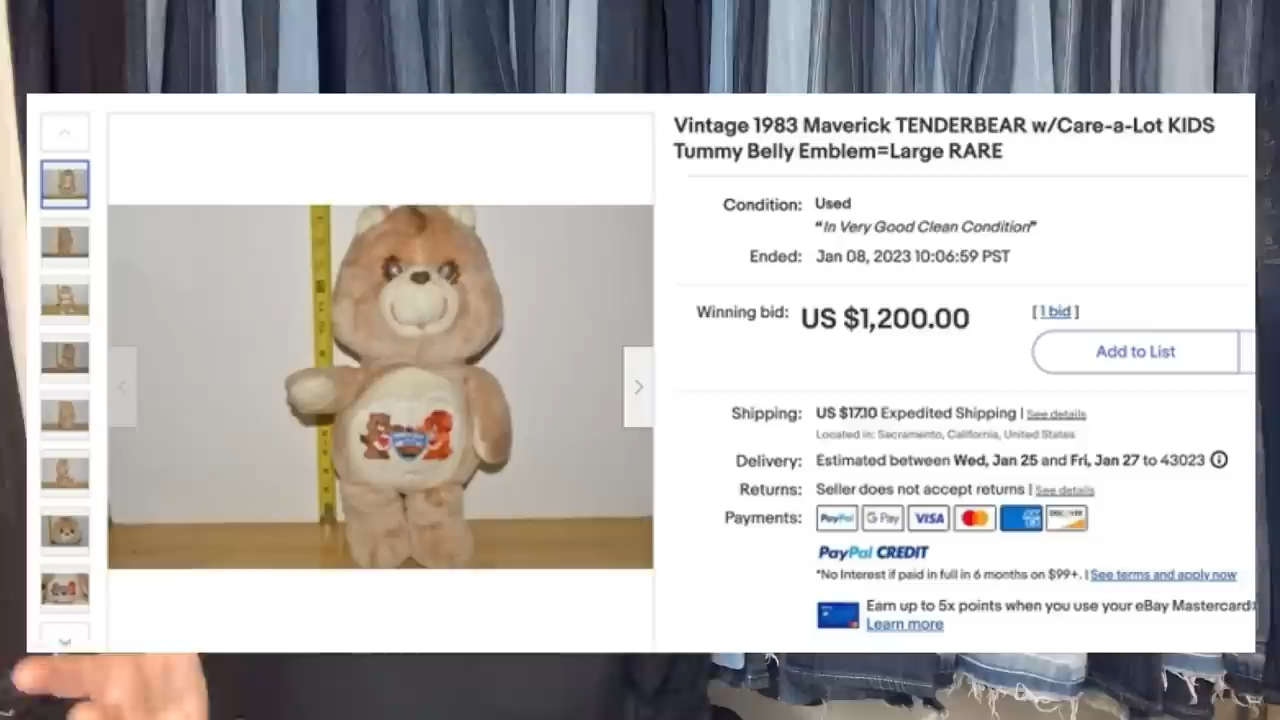 Vintage 1983 Maverick TENDERBEAR w/Care-a-Lot KIDS
Tummy Belly Emblem=Large RARE
Condition: Used
"In Very Good Clean Condition"
Ended: Jan 08, 2023 10:06:59 PST
Winning bid: US $1,200.00 [ 1 bid ]
Add to List
Shipping: US $17.10 Expedited Shipping | See details
Located in: Sacramento, California, United States
Delivery: Estimated between Wed, Jan 25 and Fri, Jan 27 to 43023
Returns: Seller does not accept returns | See details
Payments: PayPal G Pay VISA DISCOVER
PayPal CREDIT
*No Interest if paid in full in 6 months on $99+. | See terms and apply now
Earn up to 5x points when you use your eBay Mastercard
Learn more